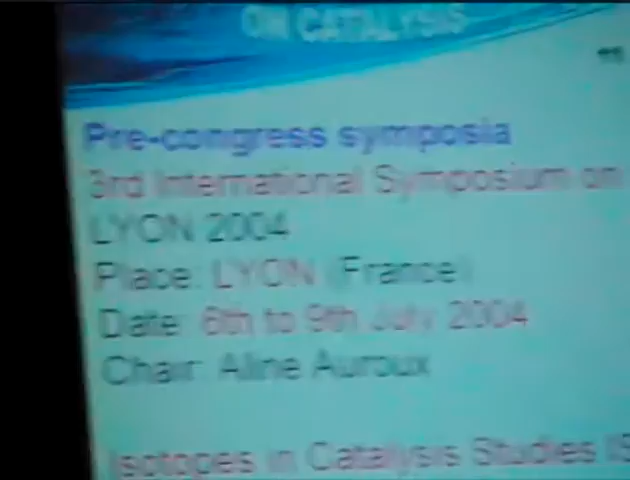 ON CATALYSIS
Pre-congress symposia
3rd International Symposium on
LYON 2004
Place: LYON (France)
Date: 6th to 9th July 2004
Chair: Aline Auroux
Isotopes in Catalysis Studies